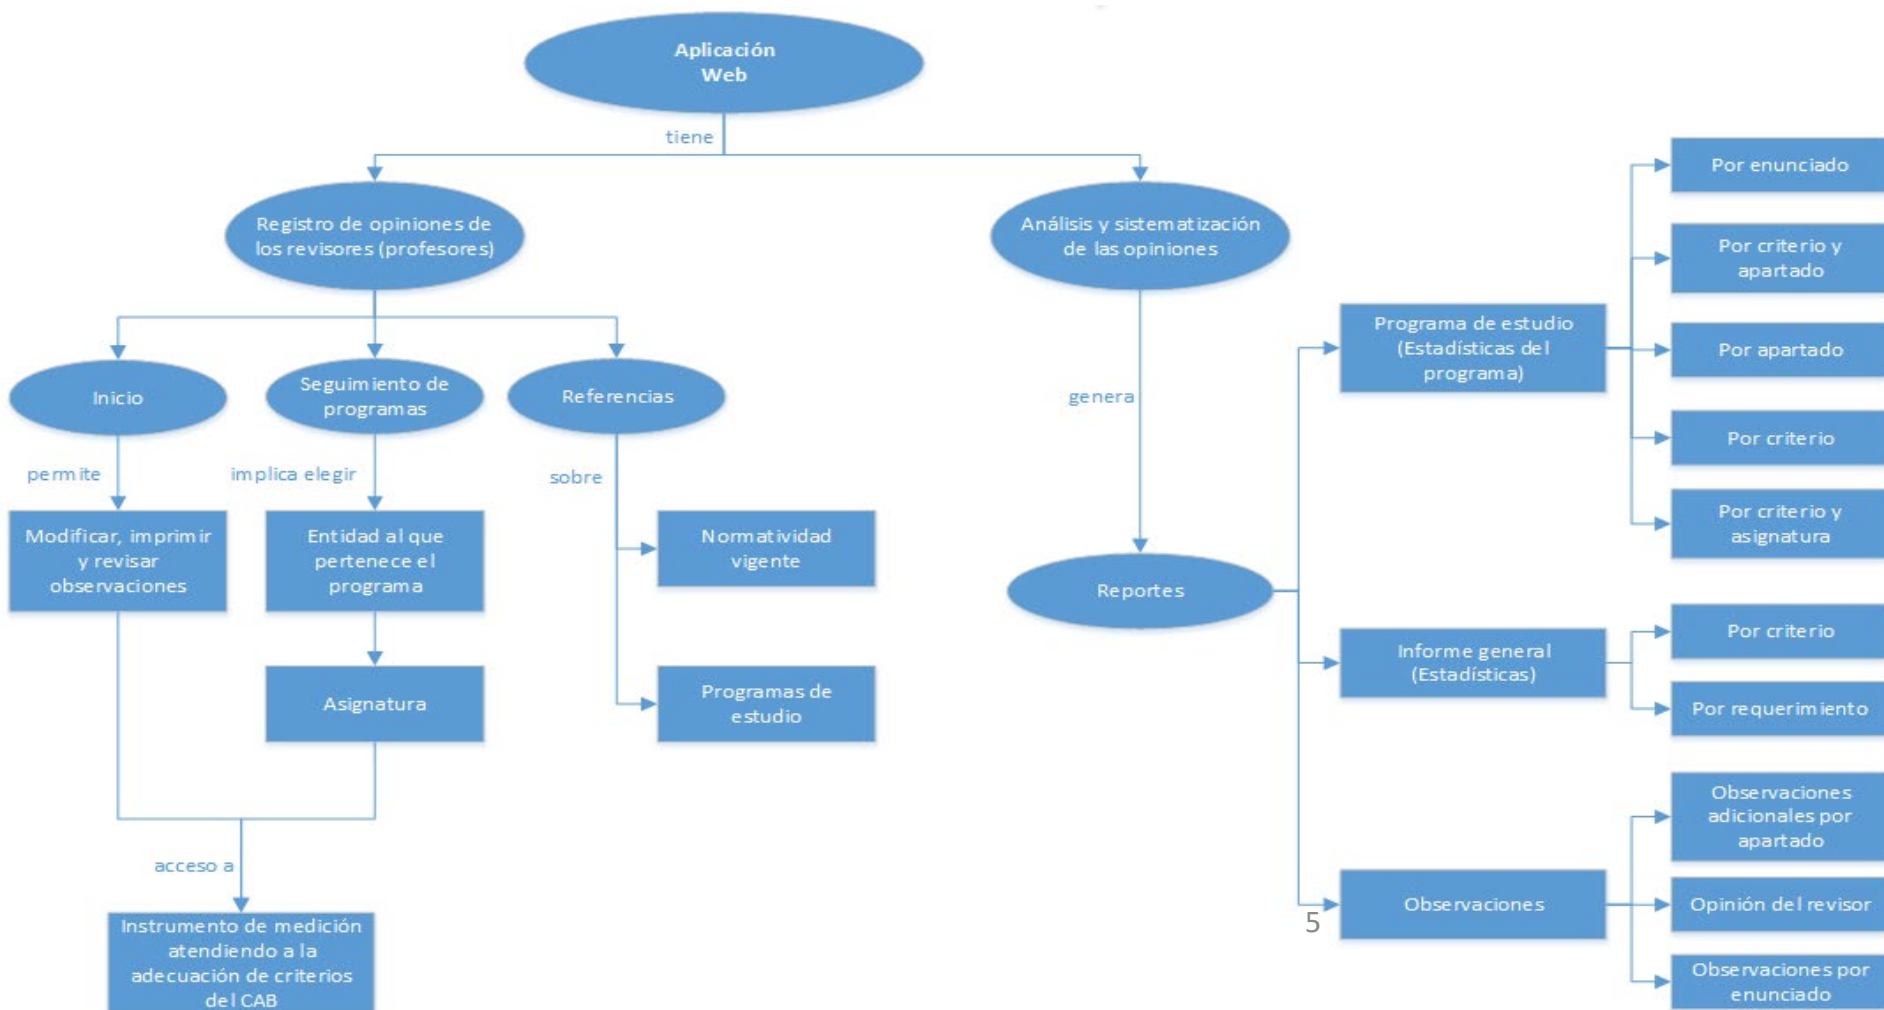 Aplicación
Web
tiene
Registro de opiniones de
los revisores (profesores)
Análisis y sistematización
de las opiniones
Inicio
Seguimiento de
programas
Referencias
permite
implica elegir
sobre
genera
Modificar, imprimir
y revisar
observaciones
Entidad al que
pertenece el
programa
Normatividad
vigente
Asignatura
Programas de
estudio
acceso a
Instrumento de medición
atendiendo a la
adecuación de criterios
del CAB
Reportes
Programa de estudio
(Estadísticas del
programa)
Por enunciado
Por criterio y
apartado
Por apartado
Por criterio
Por criterio y
asignatura
Informe general
(Estadísticas)
Por criterio
Por requerimiento
Observaciones
Observaciones
adicionales por
apartado
Opinión del revisor
Observaciones por
enunciado
5